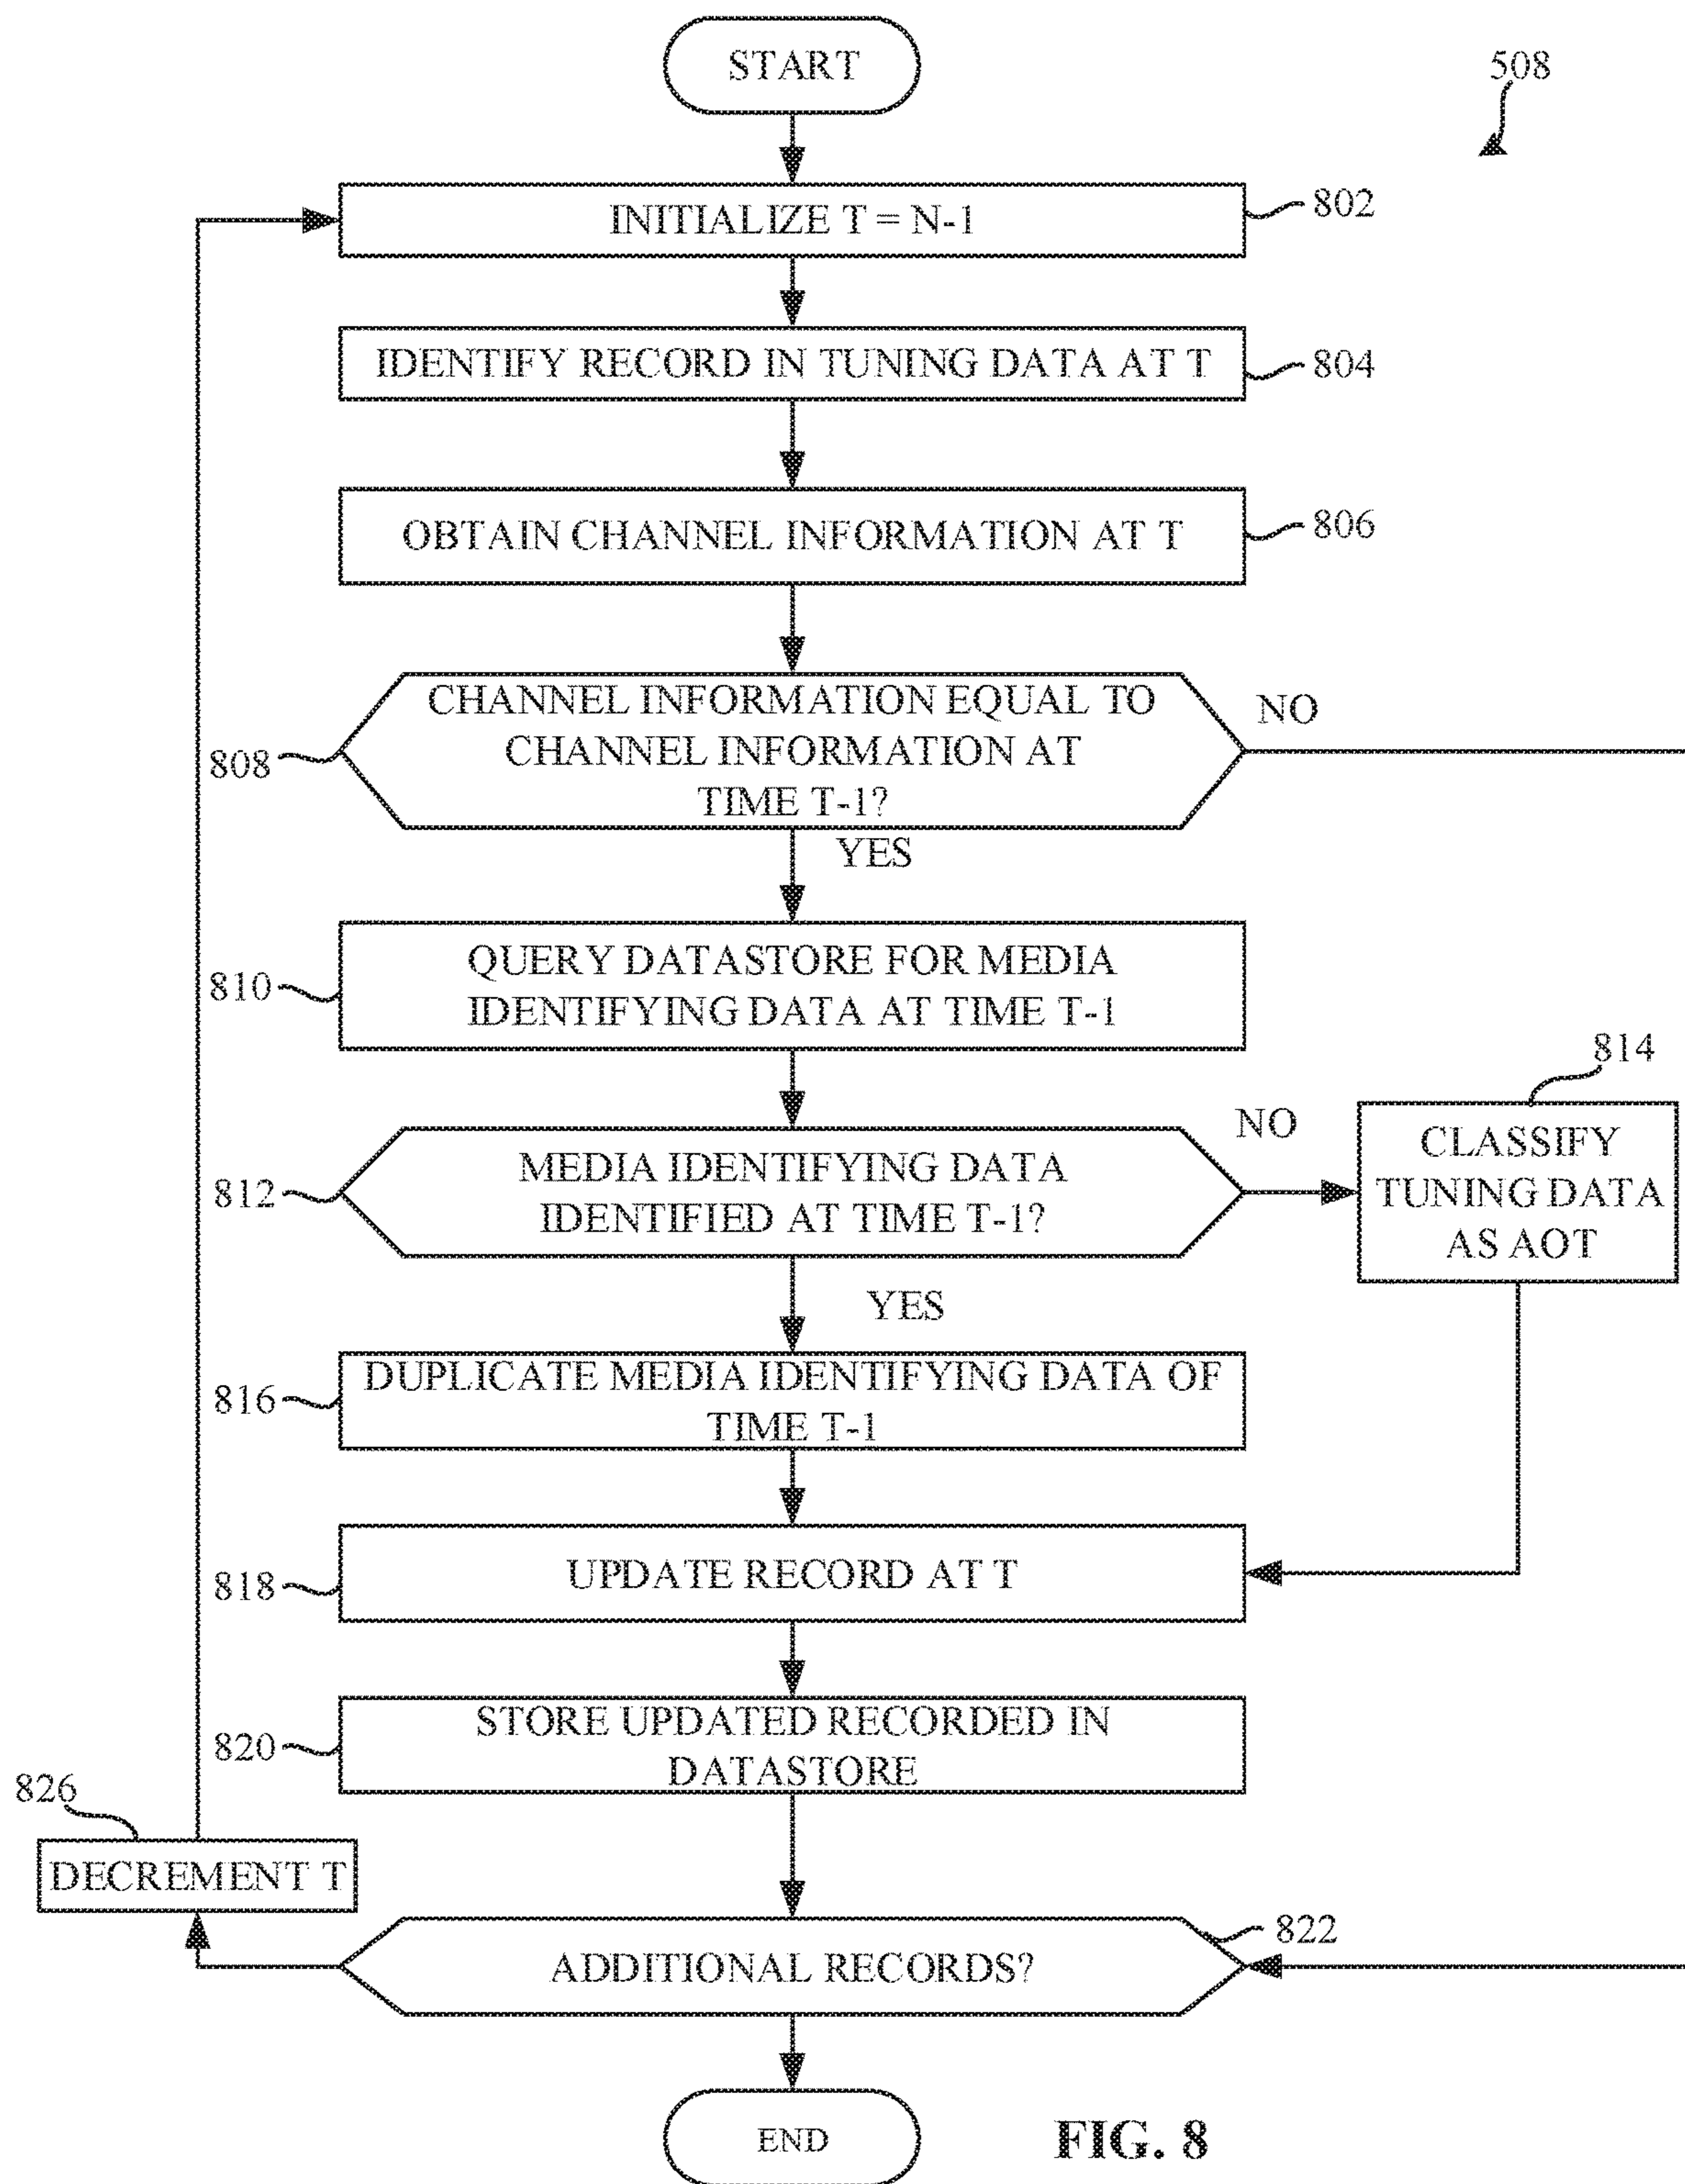 START
508
INITIALIZE T = N-1
802
IDENTIFY RECORD IN TUNING DATA AT T
804
OBTAIN CHANNEL INFORMATION AT T
806
CHANNEL INFORMATION EQUAL TO
CHANNEL INFORMATION AT
TIME T-1?
NO
808
YES
QUERY DATASTORE FOR MEDIA
IDENTIFYING DATA AT TIME T-1
810
814
MEDIA IDENTIFYING DATA
IDENTIFIED AT TIME T-1?
NO
812
CLASSIFY
TUNING DATA
AS AOT
YES
DUPLICATE MEDIA IDENTIFYING DATA OF
TIME T-1
816
UPDATE RECORD AT T
818
STORE UPDATED RECORDED IN
DATASTORE
820
826
DECREMENT T
ADDITIONAL RECORDS?
822
END
FIG. 8